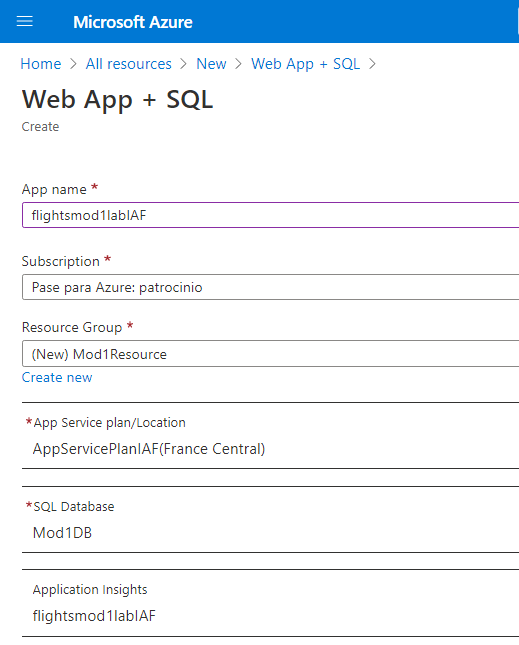 Microsoft Azure
Home > All resources > New > Web App + SQL >
Web App + SQL
Create
App name *
flightsmod1lablAF
Subscription *
Pase para Azure: patrocinio
Resource Group *
(New) Mod1Resource
Create new
*App Service plan/Location
AppServicePlanIAF(France Central)
*SQL Database
Mod1DB
Application Insights
flightsmod1lablAF